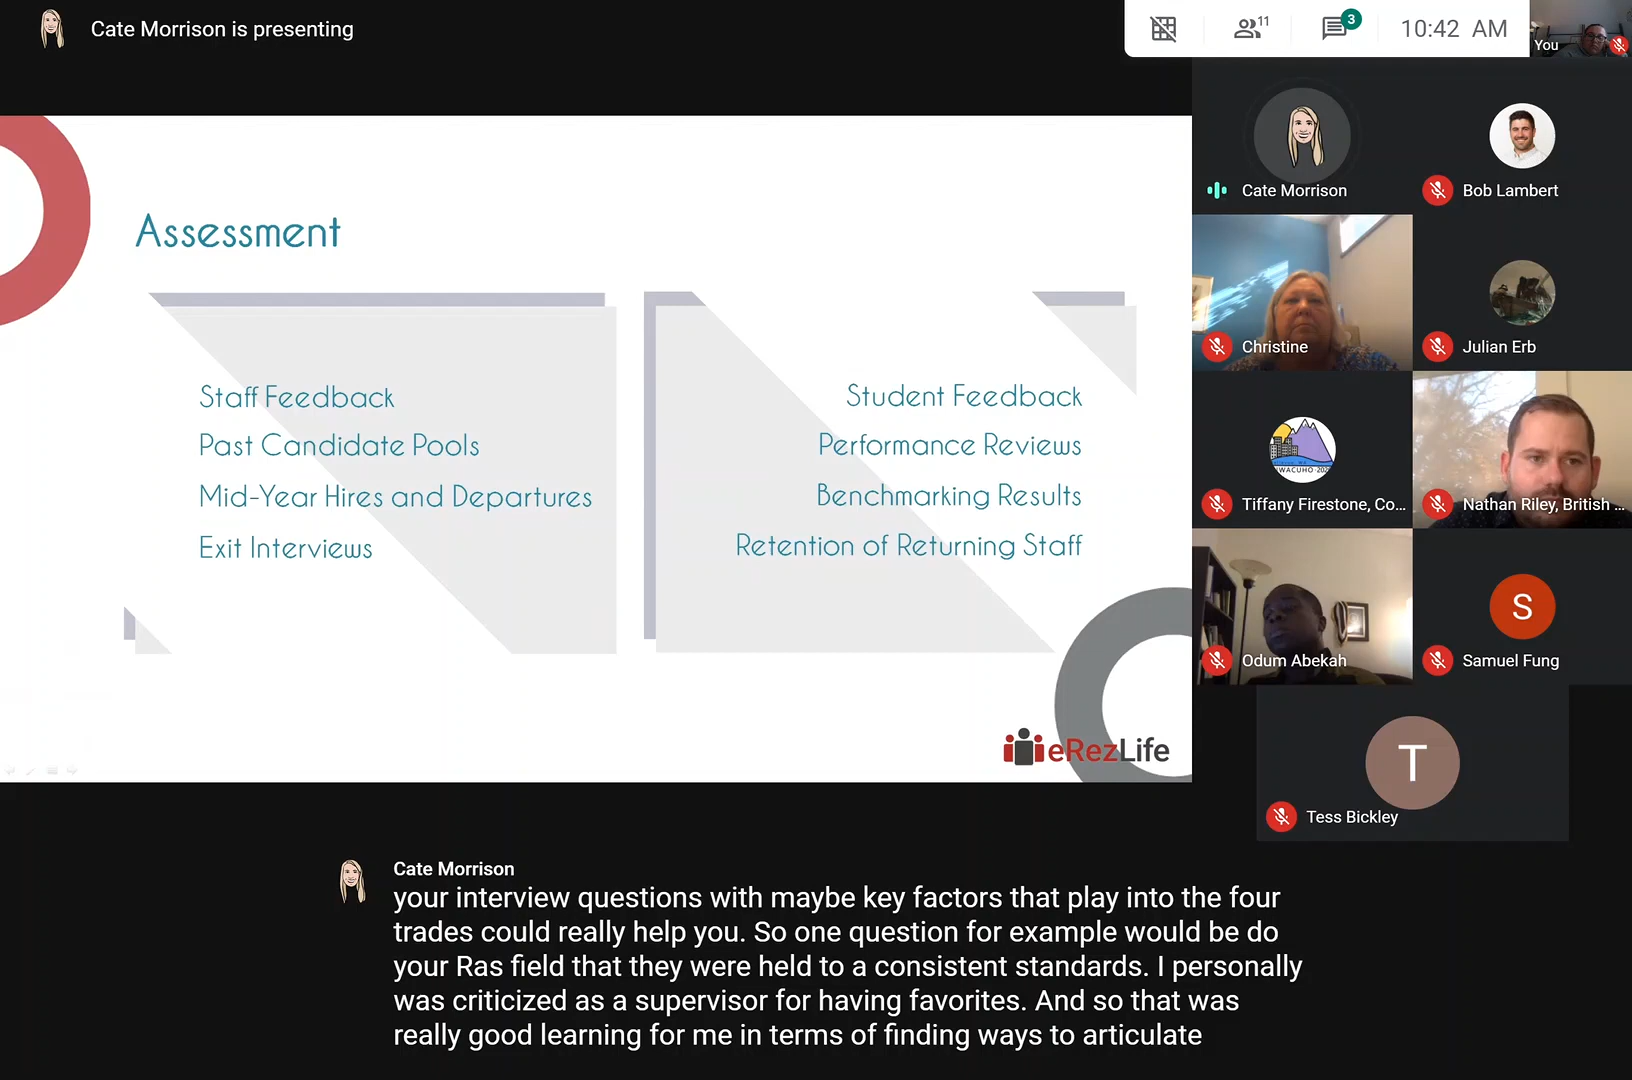 Cate Morrison is presenting
11
3
10:42 AM
You
Assessment
Staff Feedback
Past Candidate Pools
Mid-Year Hires and Departures
Exit Interviews
Student Feedback
Performance Reviews
Benchmarking Results
Retention of Returning Staff
eRezLife
Cate Morrison
Bob Lambert
Christine
Julian Erb
Tiffany Firestone, Co...
Nathan Riley, British ...
Odum Abekah
S
Samuel Fung
T
Tess Bickley
Cate Morrison
your interview questions with maybe key factors that play into the four
trades could really help you. So one question for example would be do
your Ras field that they were held to a consistent standards. I personally
was criticized as a supervisor for having favorites. And so that was
really good learning for me in terms of finding ways to articulate